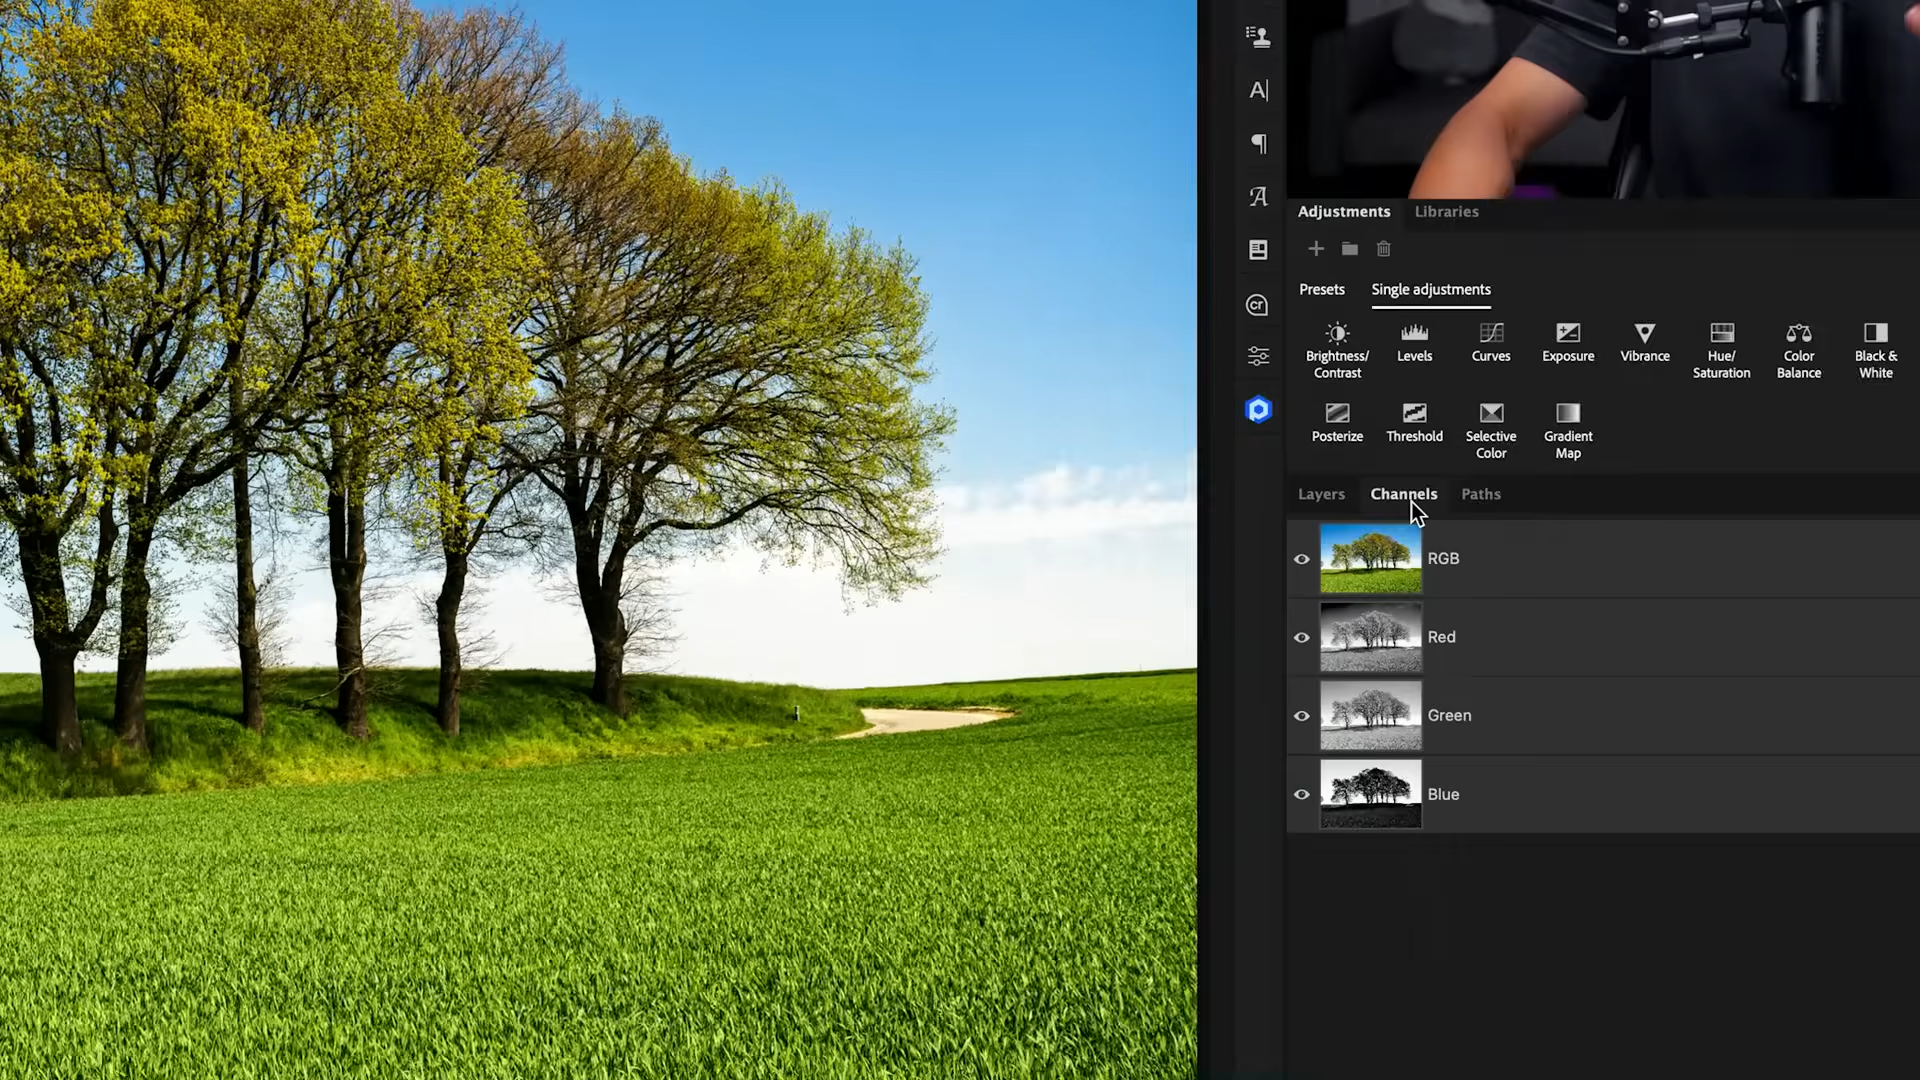 A|
A
Adjustments Libraries
cr
Presets Single adjustments
Brightness/ Levels Curves Exposure Vibrance Hue/ Color Black &
Contrast Saturation Balance White
Posterize Threshold Selective Gradient
Color Map
Layers Channels Paths
RGB
Red
Green
Blue